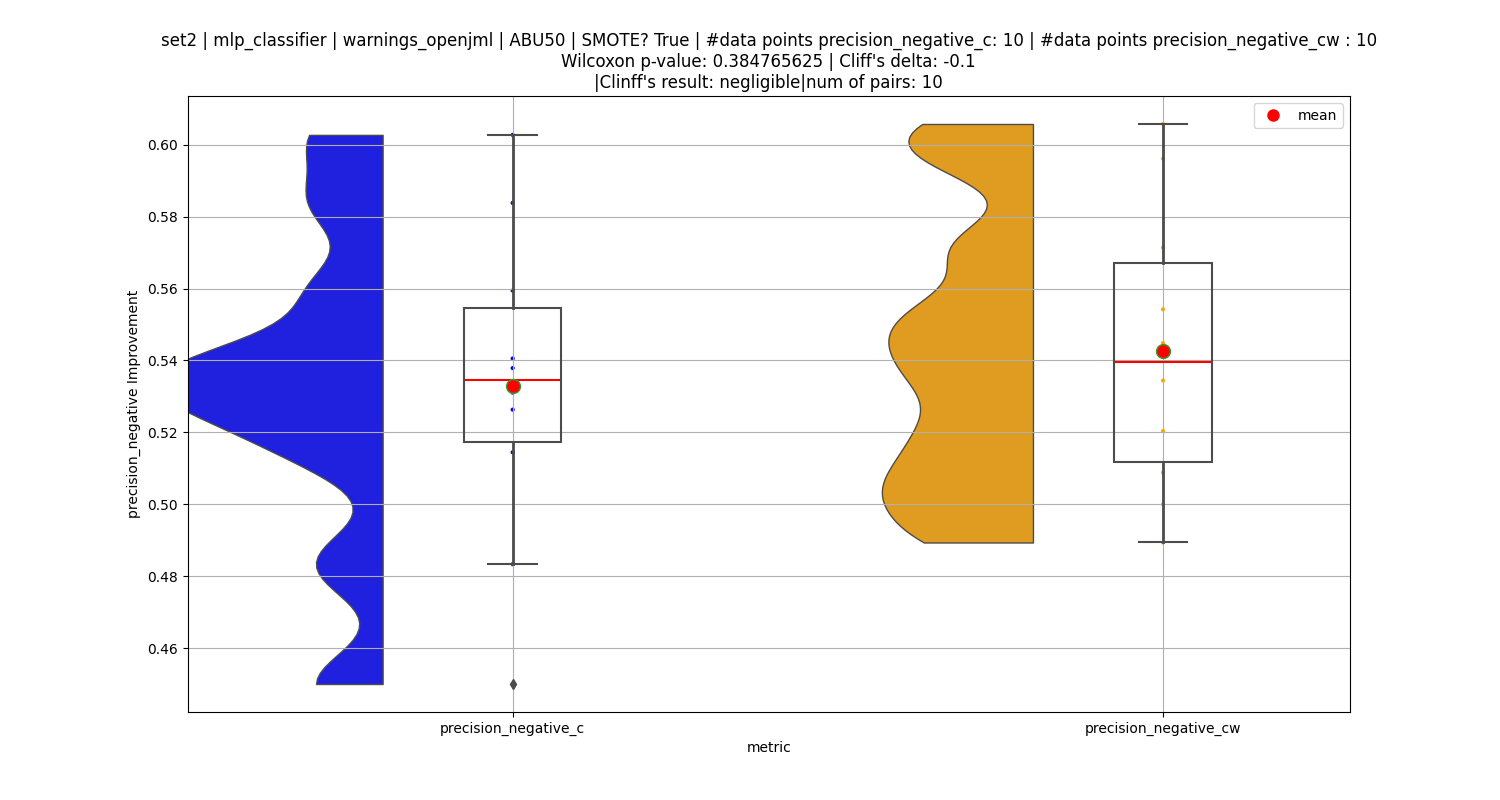 set2 | mlp_classifier | warnings_openjml | ABU50 | SMOTE? True | #data points precision_negative_c: 10 | #data points precision_negative_cw : 10
Wilcoxon p-value: 0.384765625 | Cliff's delta: -0.1
|Clinff's result: negligible|num of pairs: 10
mean
0.60
0.58
0.56
0.54
0.52
0.50
0.48
0.46
precision_negative Improvement
precision_negative_c
precision_negative_cw
metric